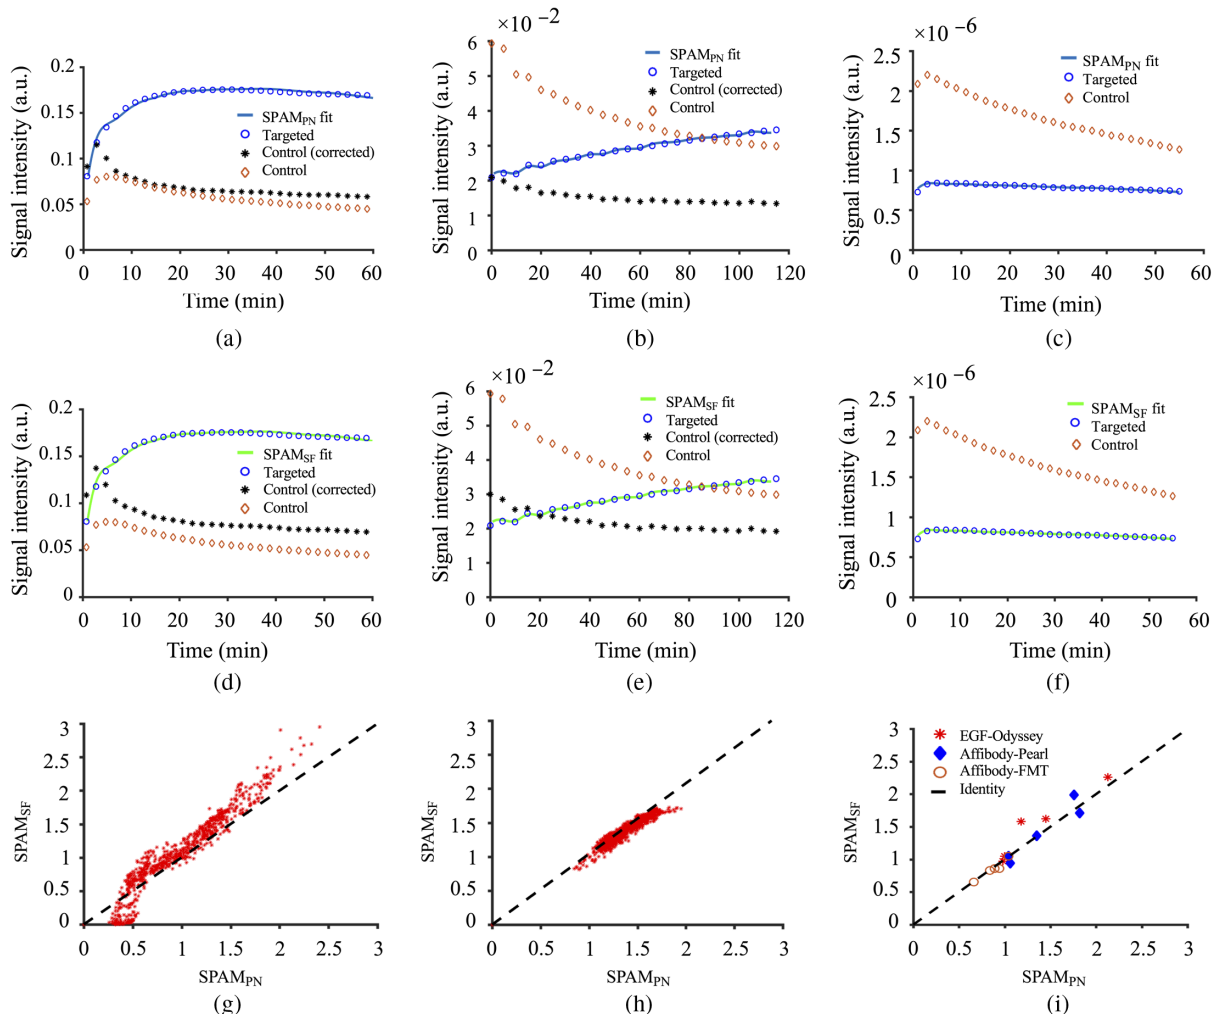 ×10 −2
×10 −6
0.2
0.15
0.1
0.05
0
Signal intensity (a.u.)
SPAMPN fit
Targeted
Control (corrected)
Control
0 10 20 30 40 50 60
Time (min)
(a)
6
5
4
3
2
1
0
Signal intensity (a.u.)
SPAMPN fit
Targeted
Control (corrected)
Control
0 20 40 60 80 100 120
Time (min)
(b)
2.5
2
1.5
1
0.5
0
Signal intensity (a.u.)
SPAMPN fit
Targeted
Control
0 10 20 30 40 50 60
Time (min)
(c)
0.2
0.15
0.1
0.05
0
Signal intensity (a.u.)
SPAMSF fit
Targeted
Control (corrected)
Control
0 10 20 30 40 50 60
Time (min)
(d)
×10 −2
6
5
4
3
2
1
0
Signal intensity (a.u.)
SPAMSF fit
Targeted
Control (corrected)
Control
0 20 40 60 80 100 120
Time (min)
(e)
×10 −6
2.5
2
1.5
1
0.5
0
Signal intensity (a.u.)
SPAMSF fit
Targeted
Control
0 10 20 30 40 50 60
Time (min)
(f)
3
2.5
2
1.5
1
0.5
0
SPAMSF
0 0.5 1 1.5 2 2.5 3
SPAMPN
(g)
3
2.5
2
1.5
1
0.5
0
SPAMSF
0 0.5 1 1.5 2 2.5 3
SPAMPN
(h)
3
2.5
2
1.5
1
0.5
0
SPAMSF
EGF-Odyssey
Affibody-Pearl
Affibody-FMT
Identity
0 0.5 1 1.5 2 2.5 3
SPAMPN
(i)